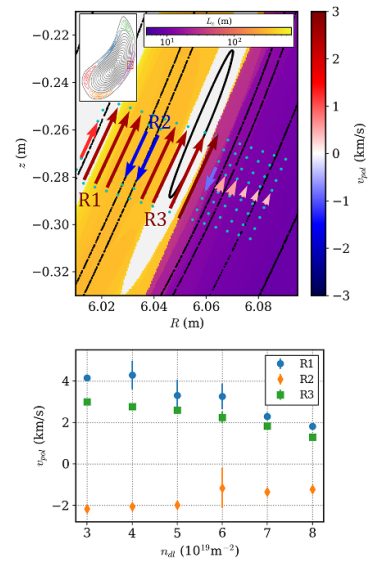 L_c (m)
10^1 10^2
−0.22
−0.24
−0.26
−0.28
−0.30
−0.32
z (m)
R2
R1
R3
6.02 6.04 6.06 6.08
R (m)
3
2
1
0
−1
−2
−3
v_pol (km/s)
R1
R2
R3
4
2
0
−2
v_pol (km/s)
3 4 5 6 7 8
n_dl (10^19 m^−2)